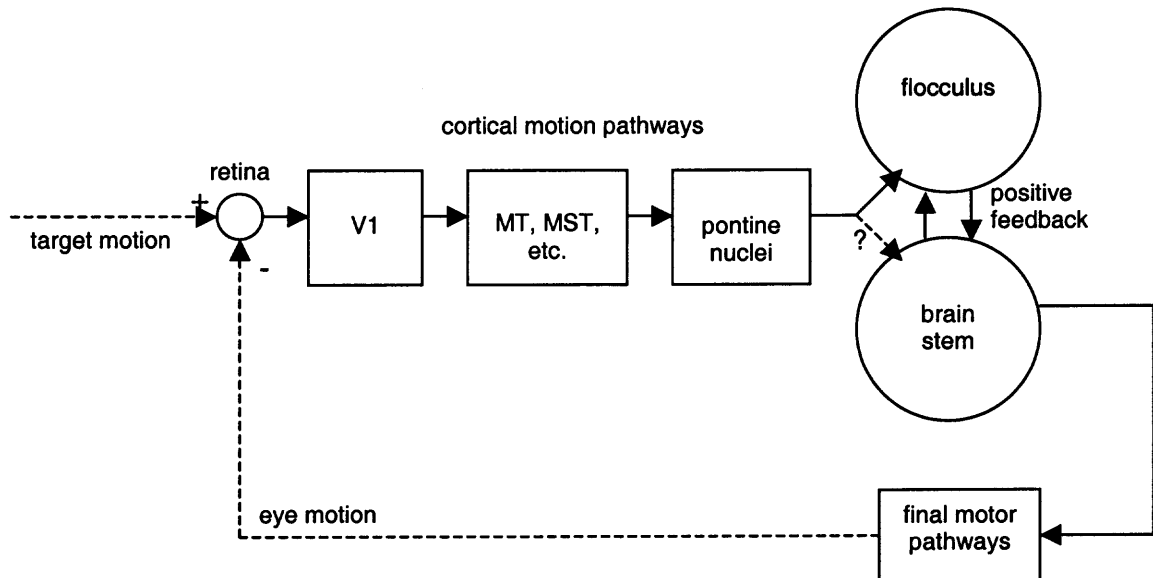 flocculus
cortical motion pathways
retina
+
target motion
-
V1
MT, MST,
etc.
pontine
nuclei
?
positive
feedback
brain
stem
eye motion
final motor
pathways